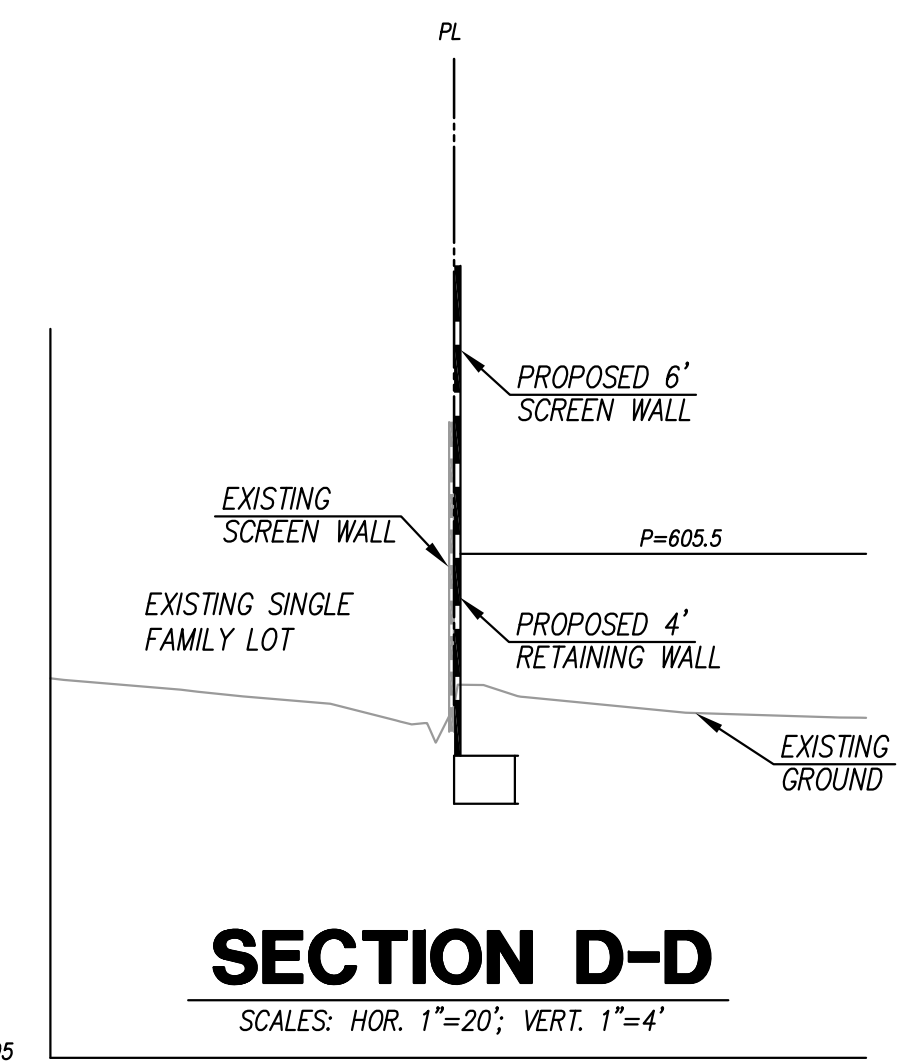 PL
PROPOSED 6'
SCREEN WALL
EXISTING
SCREEN WALL
P=605.5
EXISTING SINGLE
FAMILY LOT
PROPOSED 4'
RETAINING WALL
EXISTING
GROUND
SECTION D-D
SCALES: HOR. 1"=20'; VERT. 1"=4'